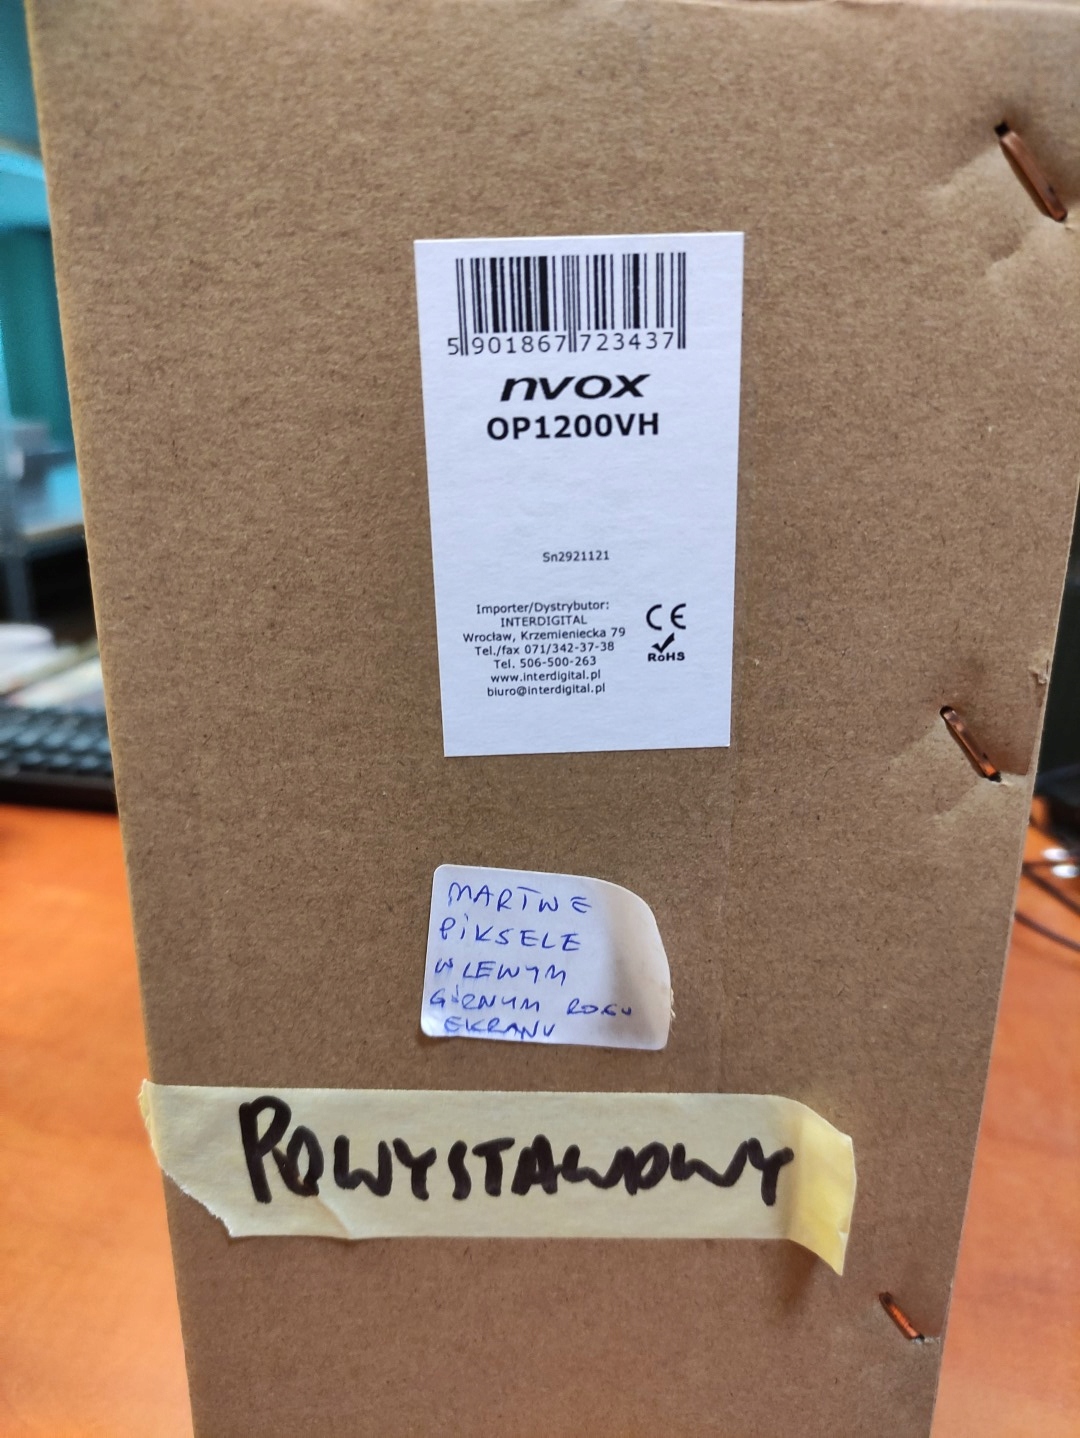 5 901867 723437
nvox
OP1200VH
Sn2921121
Importer/Dystrybutor:
INTERDIGITAL
Wrocław, Krzemieniecka 79
Tel./fax 071/342-37-38
Tel. 506-500-263
www.interdigital.pl
biuro@interdigital.pl
CE
RoHS
MARTWE
PIKSELE
W LEWYM
GÓRNYM ROGU
EKRANU
POWYSTAWOWY